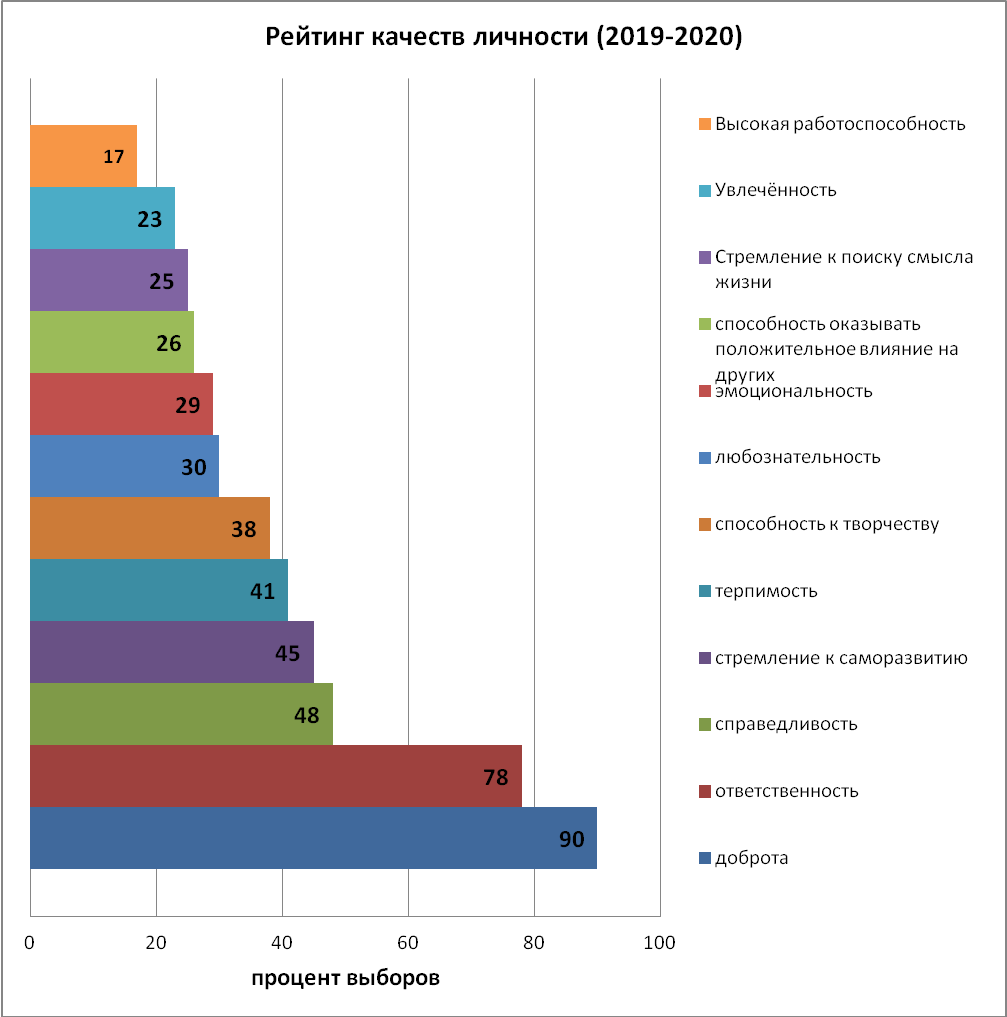 Рейтинг качеств личности (2019-2020)
17
23
25
26
29
30
38
41
45
48
78
90
0 20 40 60 80 100
процент выборов
Высокая работоспособность
Увлечённость
Стремление к поиску смысла
жизни
способность оказывать
положительное влияние на
других
эмоциональность
любознательность
способность к творчеству
терпимость
стремление к саморазвитию
справедливость
ответственность
доброта